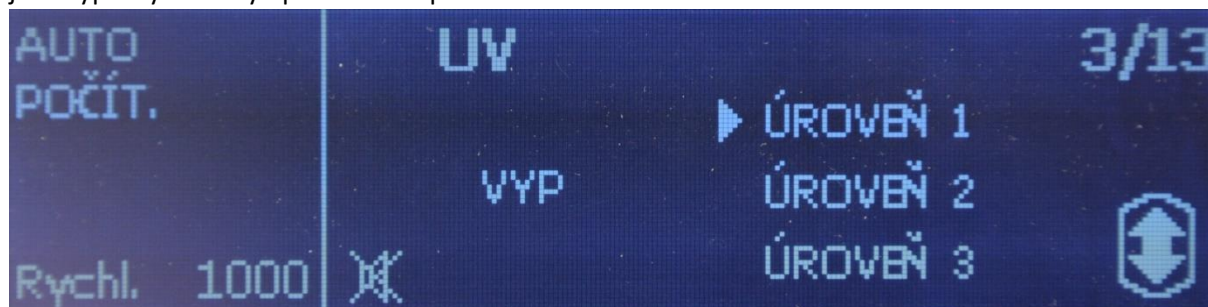 AUTO
POČÍT.
UV
3/13
ÚROVEŇ 1
VYP
ÚROVEŇ 2
ÚROVEŇ 3
Rychl. 1000